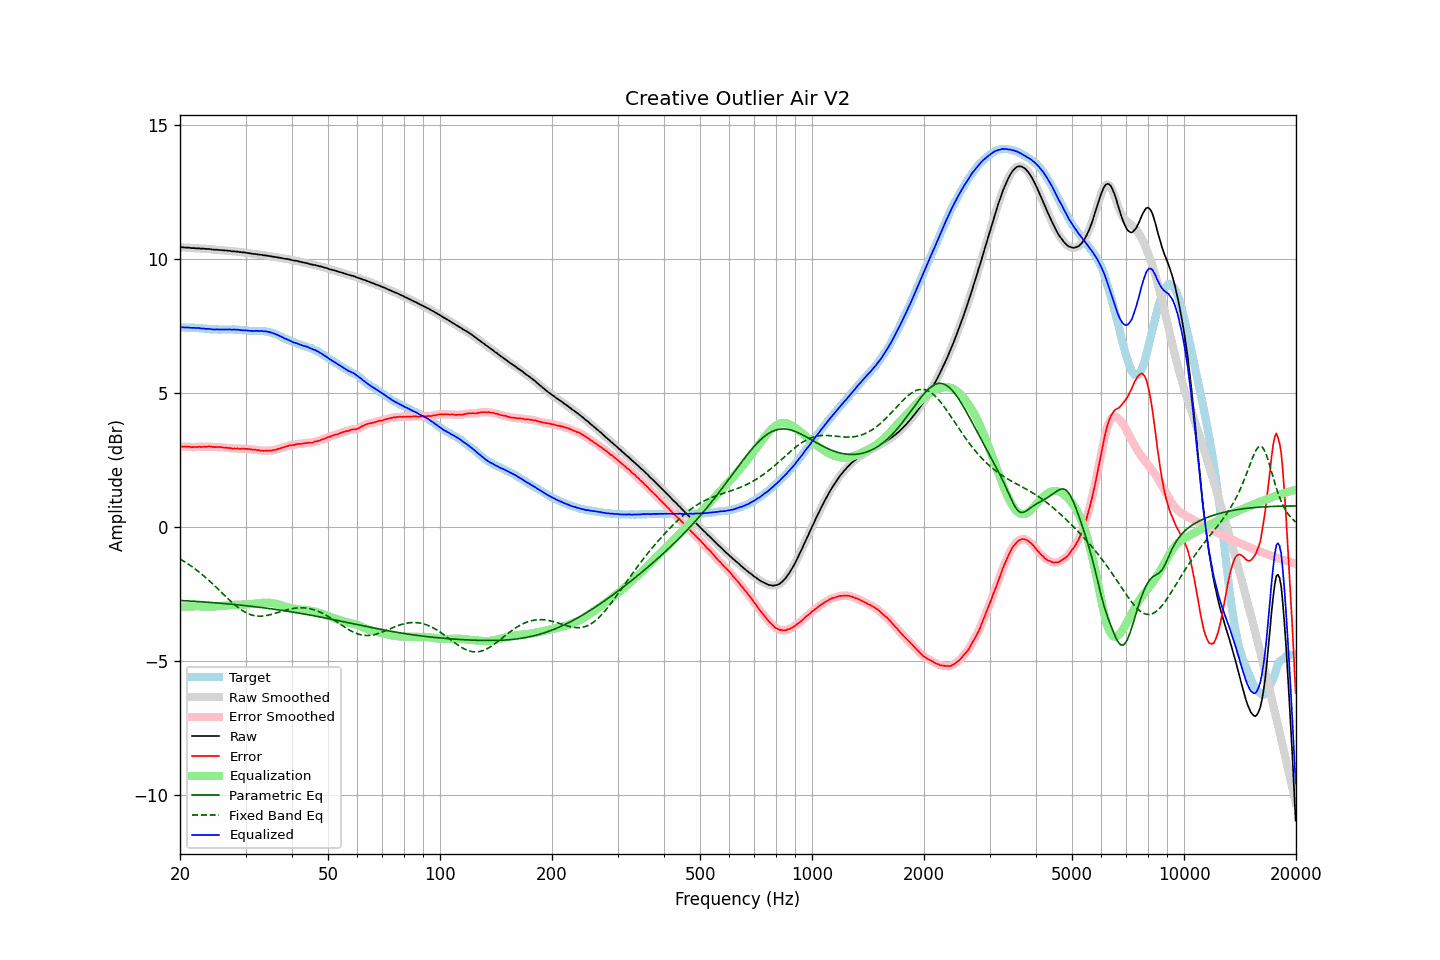 Creative Outlier Air V2
Amplitude (dBr)
15
10
5
0
−5
−10
Target
Raw Smoothed
Error Smoothed
Raw
Error
Equalization
Parametric Eq
Fixed Band Eq
Equalized
20 50 100 200 500 1000 2000 5000 10000 20000
Frequency (Hz)